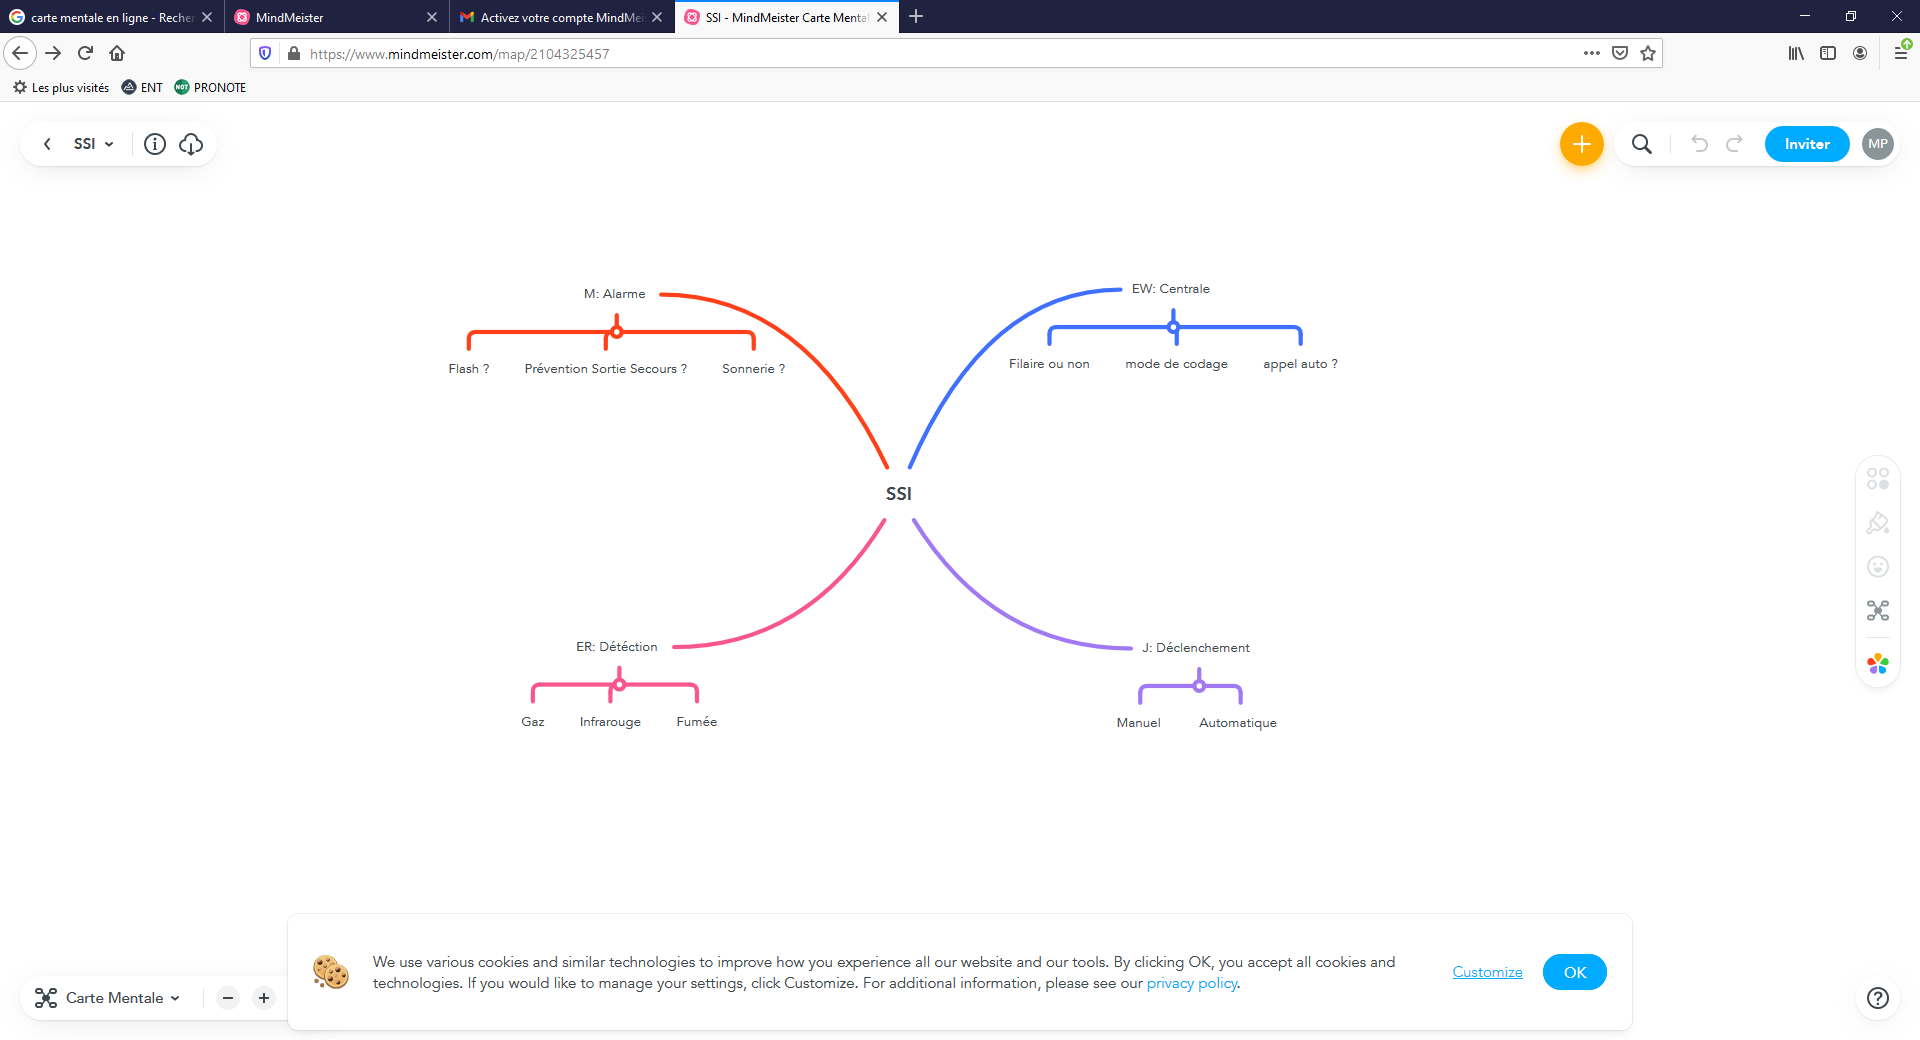 carte mentale en ligne - Recher
MindMeister
Activez votre compte MindMei
SSI - MindMeister Carte Mental
https://www.mindmeister.com/map/2104325457
Les plus visités
ENT
PRONOTE
SSI
Inviter
MP
M: Alarme
Flash ?
Prévention Sortie Secours ?
Sonnerie ?
EW: Centrale
Filaire ou non
mode de codage
appel auto ?
SSI
ER: Détéction
Gaz
Infrarouge
Fumée
J: Déclenchement
Manuel
Automatique
We use various cookies and similar technologies to improve how you experience all our website and our tools. By clicking OK, you accept all cookies and
technologies. If you would like to manage your settings, click Customize. For additional information, please see our privacy policy.
Customize
OK
Carte Mentale